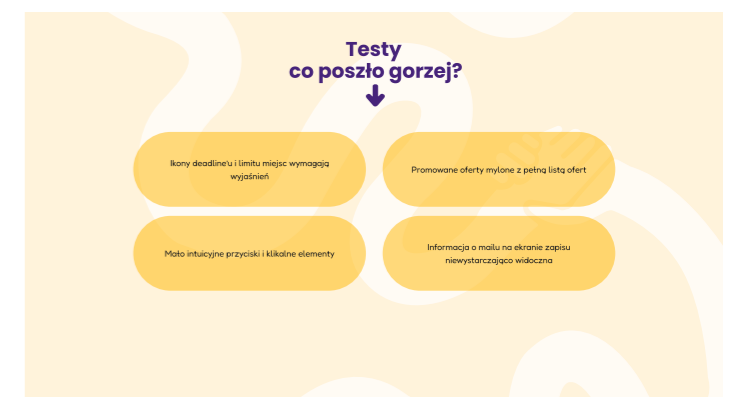 Testy
co poszło gorzej?
Ikony deadline'u i limitu miejsc wymagają
wyjaśnień
Promowane oferty mylone z pełną listą ofert
Mało intuicyjne przyciski i klikalne elementy
Informacja o mailu na ekranie zapisu
niewystarczająco widoczna